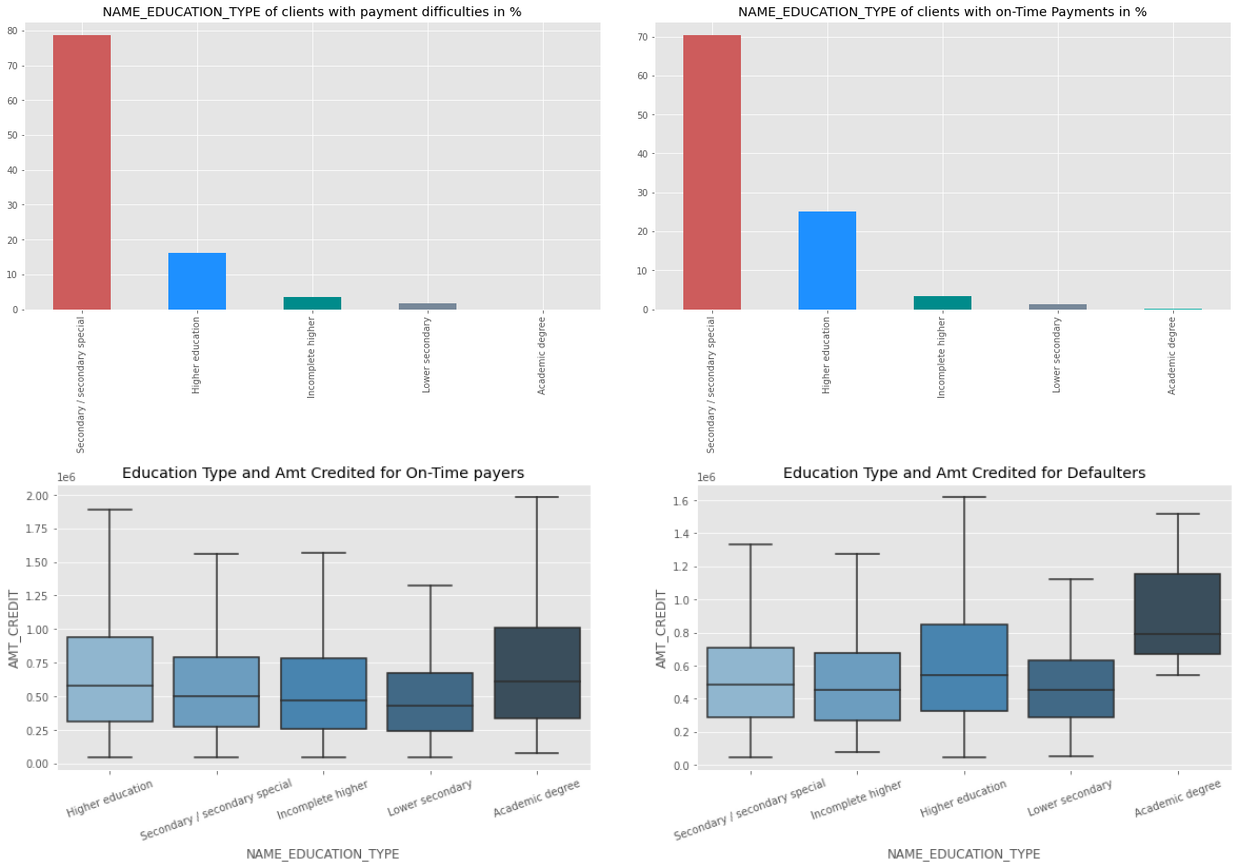 NAME_EDUCATION_TYPE of clients with payment difficulties in %
80
70
60
50
40
30
20
10
0
Secondary / secondary special
Higher education
Incomplete higher
Lower secondary
Academic degree
NAME_EDUCATION_TYPE of clients with on-Time Payments in %
70
60
50
40
30
20
10
0
Secondary / secondary special
Higher education
Incomplete higher
Lower secondary
Academic degree
Education Type and Amt Credited for On-Time payers
1e6
AMT_CREDIT
2.00
1.75
1.50
1.25
1.00
0.75
0.50
0.25
0.00
Higher education
Secondary / secondary special
Incomplete higher
Lower secondary
Academic degree
NAME_EDUCATION_TYPE
Education Type and Amt Credited for Defaulters
1e6
AMT_CREDIT
1.6
1.4
1.2
1.0
0.8
0.6
0.4
0.2
0.0
Secondary / secondary special
Incomplete higher
Higher education
Lower secondary
Academic degree
NAME_EDUCATION_TYPE